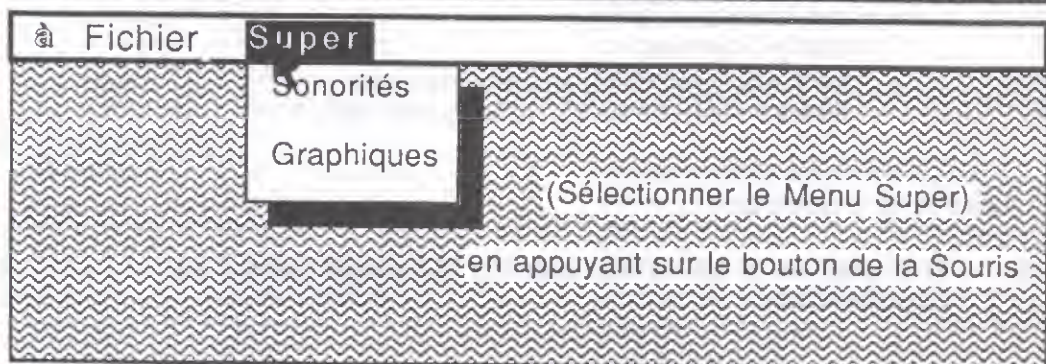 à Fichier Super
Sonorités
Graphiques
(Sélectionner le Menu Super)
en appuyant sur le bouton de la Souris